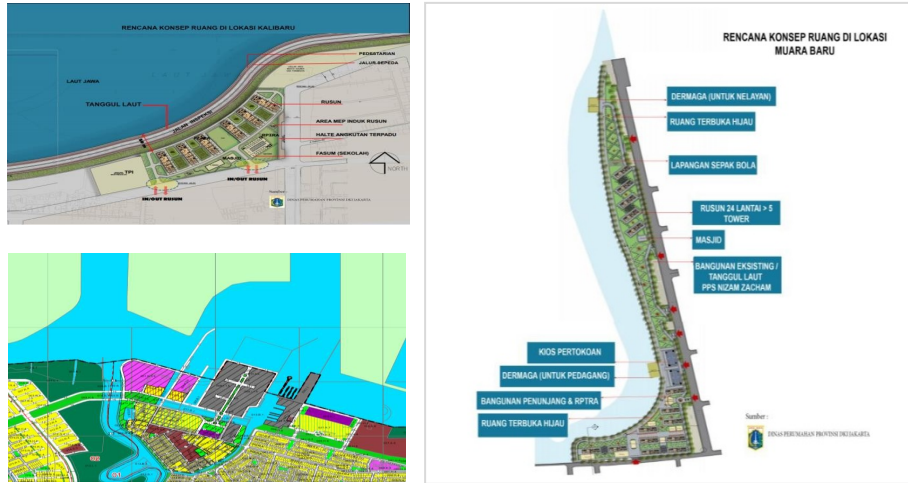 RENCANA KONSEP RUANG DI LOKASI KALIBARU
PEDESTARIAN
JALUR SEPEDA
LAUT JAWA
TANGGUL LAUT
JALAN INSPEKSI
RUSUN
AREA MEP INDUK RUSUN
HALTE ANGKUTAN TERPADU
MASJID
FASUM (SEKOLAH)
TPI
NORTH
IN/OUT RUSUN
IN/OUT RUSUN
DINAS PERUMAHAN PROVINSI DKI JAKARTA
RENCANA KONSEP RUANG DI LOKASI
MUARA BARU
DERMAGA (UNTUK NELAYAN)
RUANG TERBUKA HIJAU
LAPANGAN SEPAK BOLA
RUSUN 24 LANTAI > 5
TOWER
MASJID
BANGUNAN EKSISTING /
TANGGUL LAUT
PPS NIZAM ZACHAM
KIOS PERTOKOAN
DERMAGA (UNTUK PEDAGANG)
BANGUNAN PENUNJANG & RPTRA
RUANG TERBUKA HIJAU
Sumber :
DINAS PERUMAHAN PROVINSI DKI JAKARTA